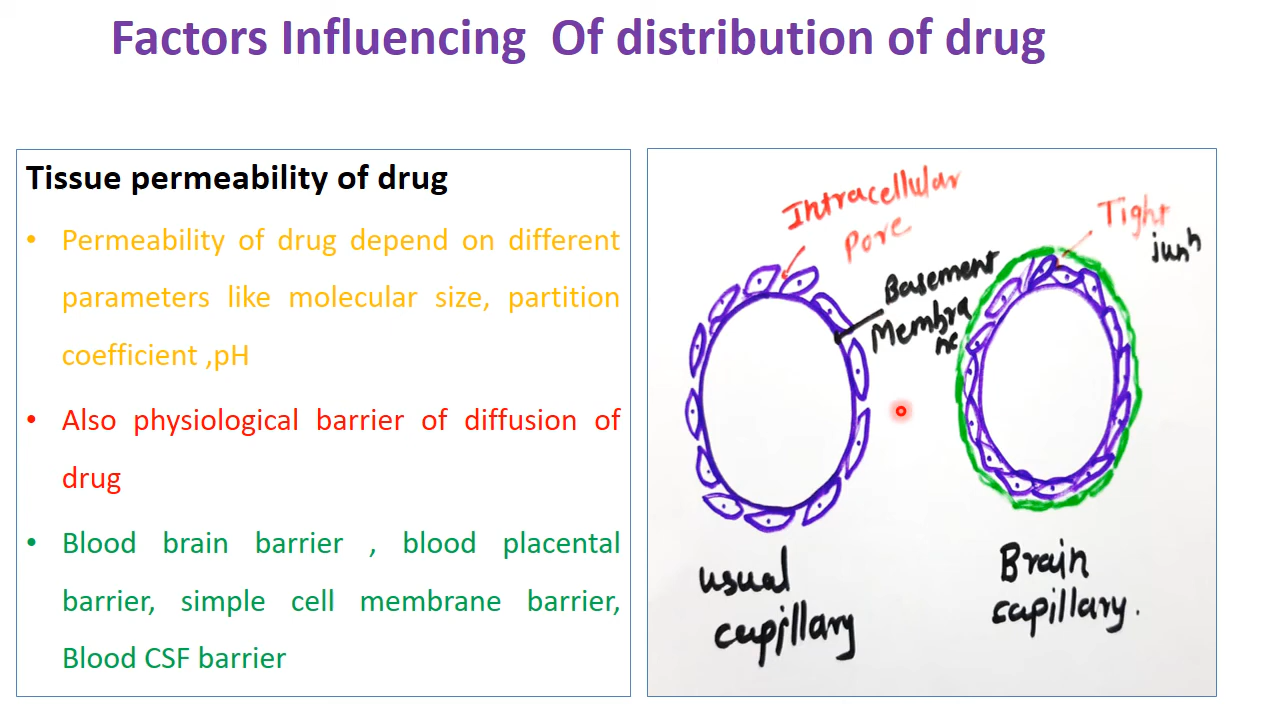 Factors Influencing Of distribution of drug
Tissue permeability of drug
• Permeability of drug depend on different
parameters like molecular size, partition
coefficient ,pH
• Also physiological barrier of diffusion of
drug
• Blood brain barrier , blood placental
barrier, simple cell membrane barrier,
Blood CSF barrier
Intracellular
Pore
Basement
Membra
ne
Tight
usual
cupillary
Brain
capillary.